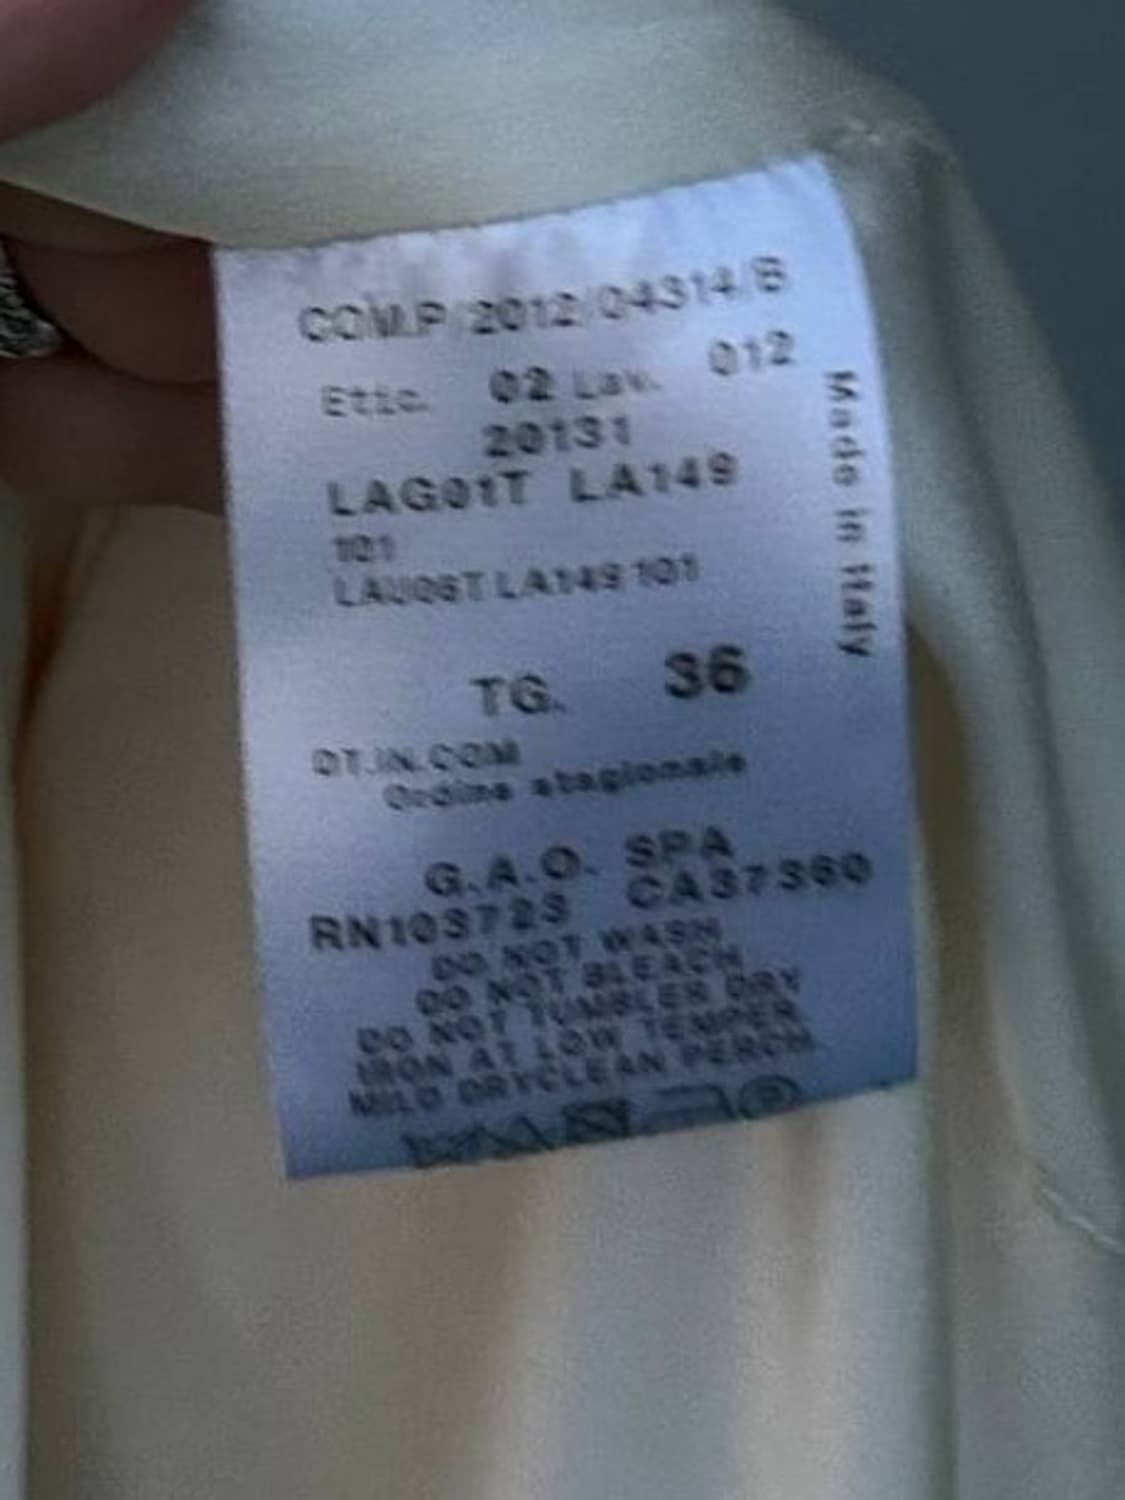 COM.P/2012/04314/B
Etic. 02 Lav. 012
20131
LAG01T LA149
101
LAU06T LA149 101
TG. 36
DT.IN.COM
Ordine stagionale
G.A.O. SPA
RN103723 CA37360
DO NOT WASH
DO NOT BLEACH
DO NOT TUMBLER DRY
IRON AT LOW TEMPER
MILD DRYCLEAN PERCH
Made in Italy